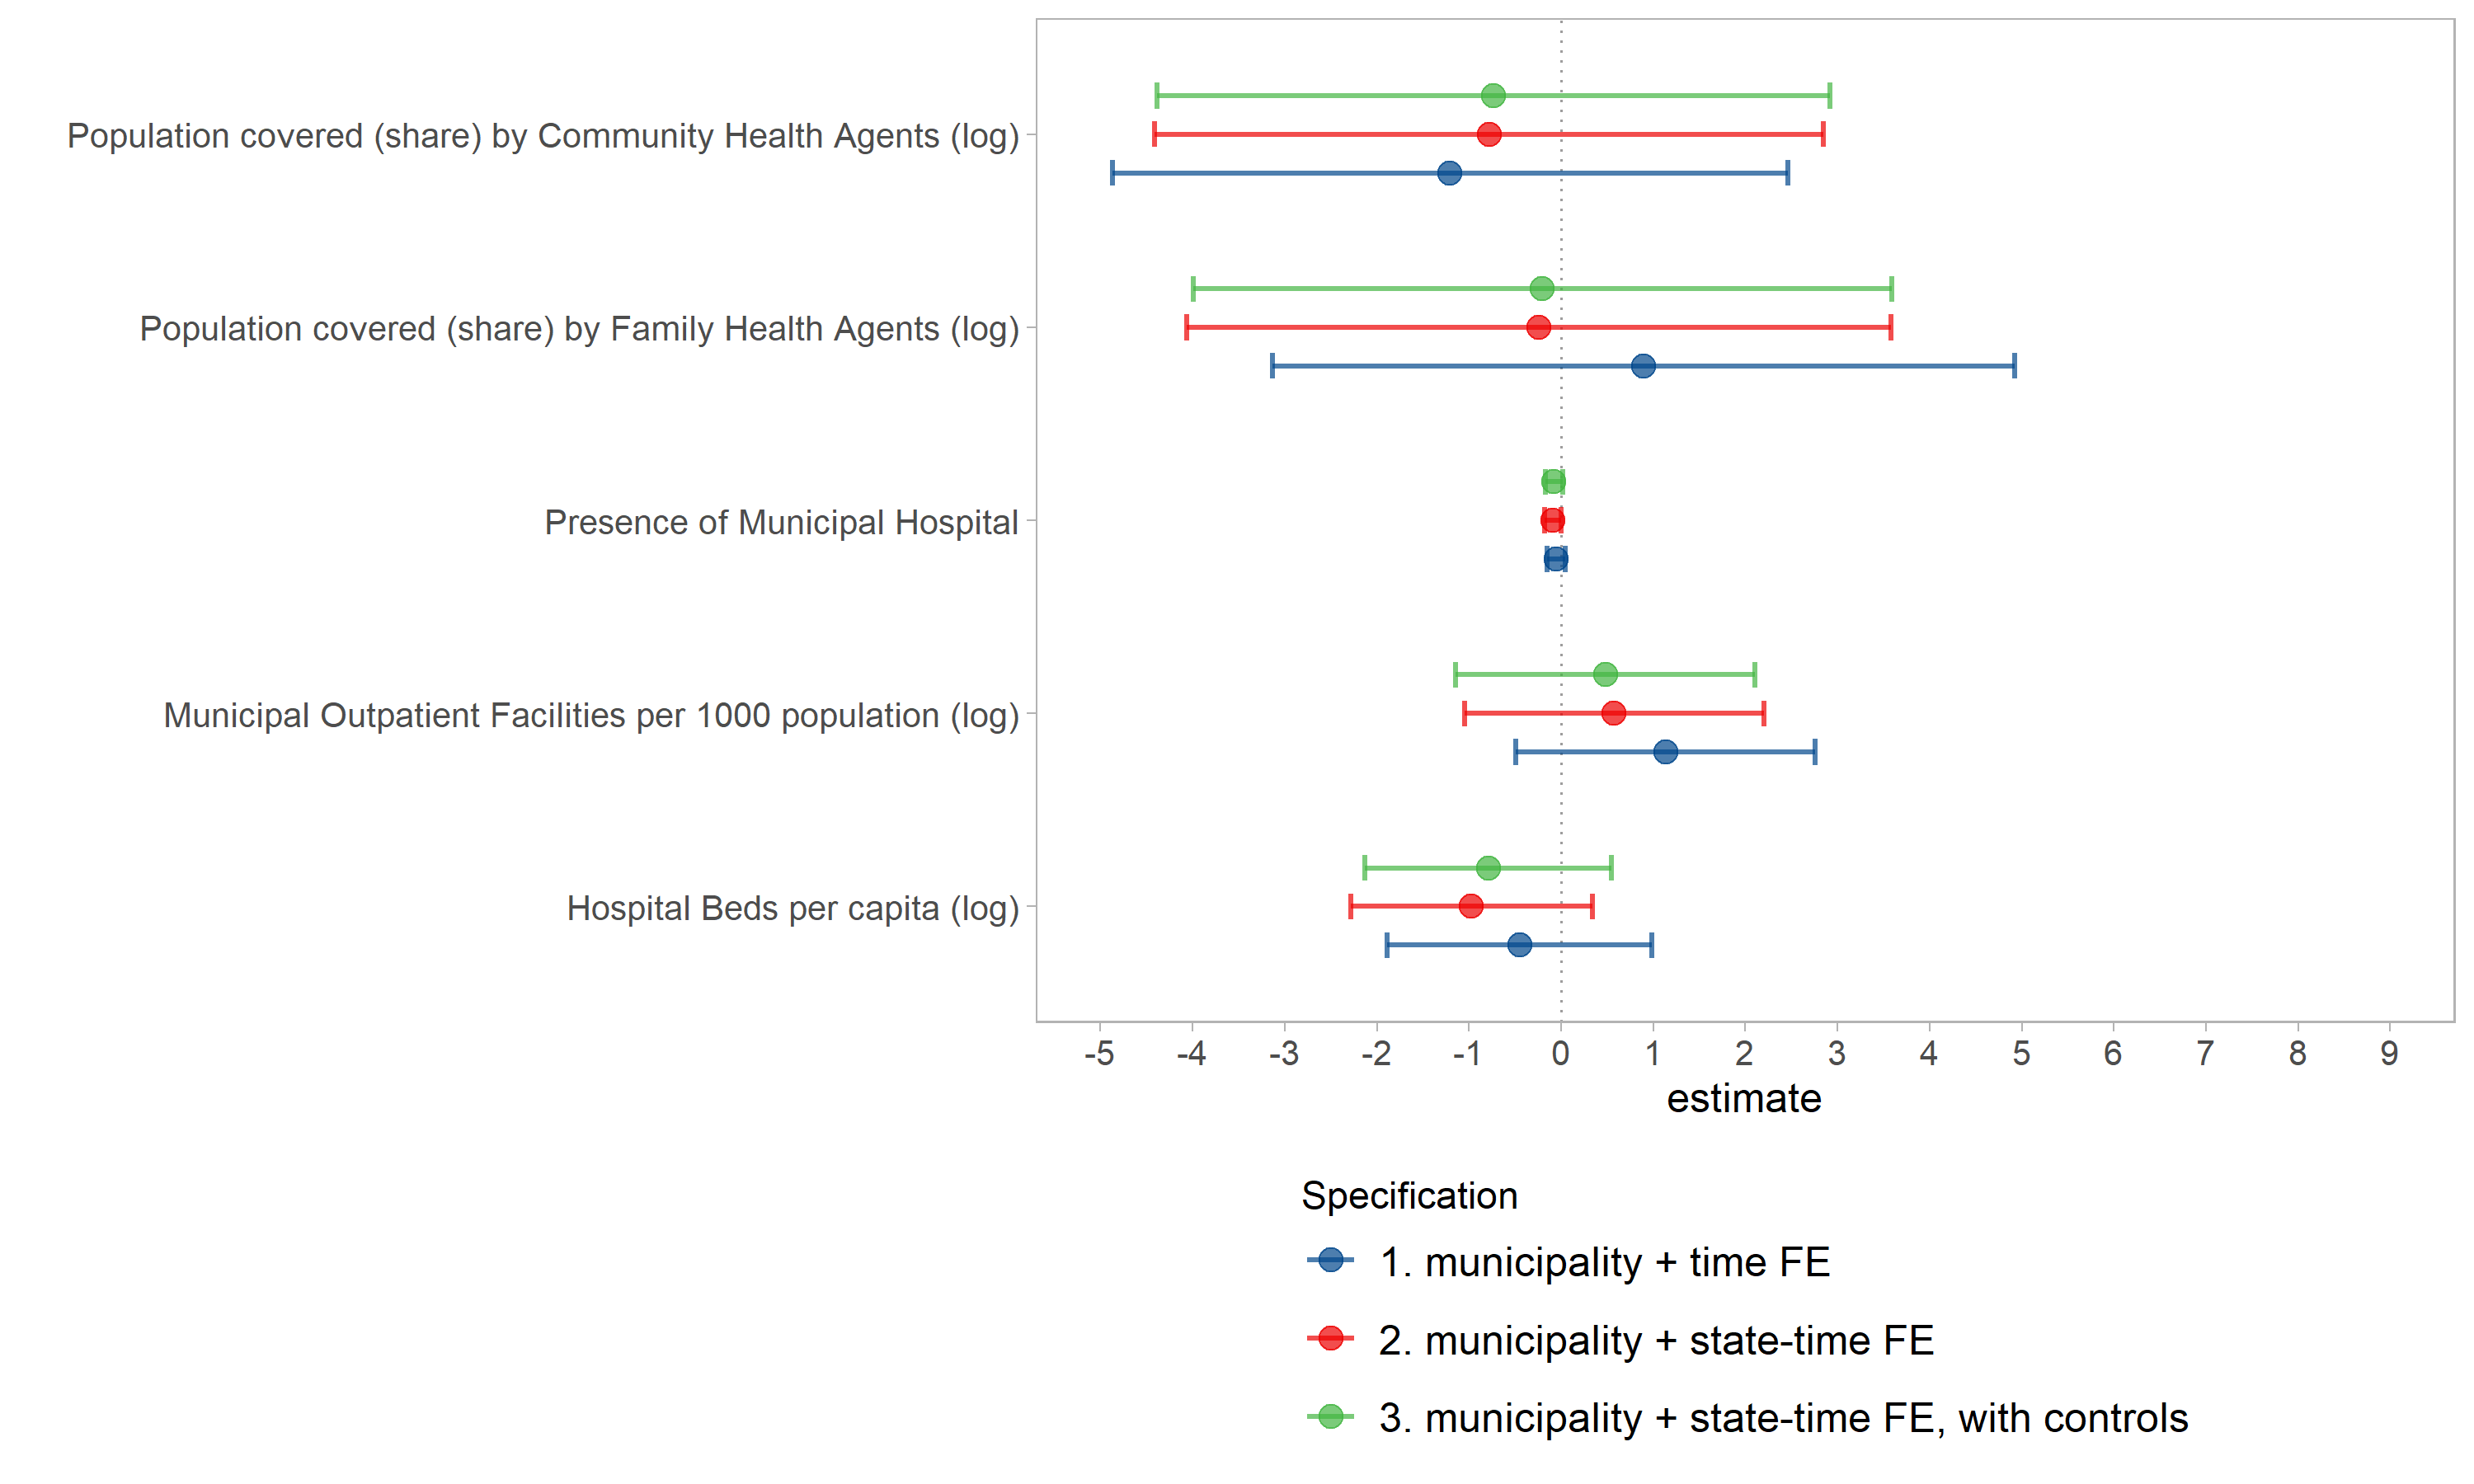 Population covered (share) by Community Health Agents (log)
Population covered (share) by Family Health Agents (log)
Presence of Municipal Hospital
Municipal Outpatient Facilities per 1000 population (log)
Hospital Beds per capita (log)
-5 -4 -3 -2 -1 0 1 2 3 4 5 6 7 8 9
estimate
Specification
1. municipality + time FE
2. municipality + state-time FE
3. municipality + state-time FE, with controls